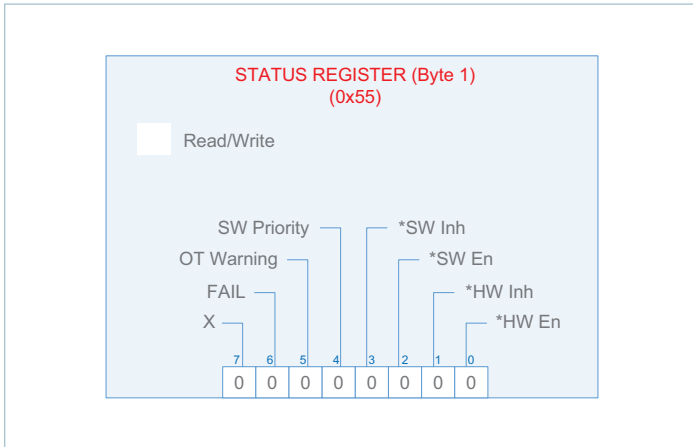 STATUS REGISTER (Byte 1)
(0x55)
Read/Write
SW Priority
*SW Inh
OT Warning
*SW En
FAIL
*HW Inh
X
*HW En
7 6 5 4 3 2 1 0
0 0 0 0 0 0 0 0